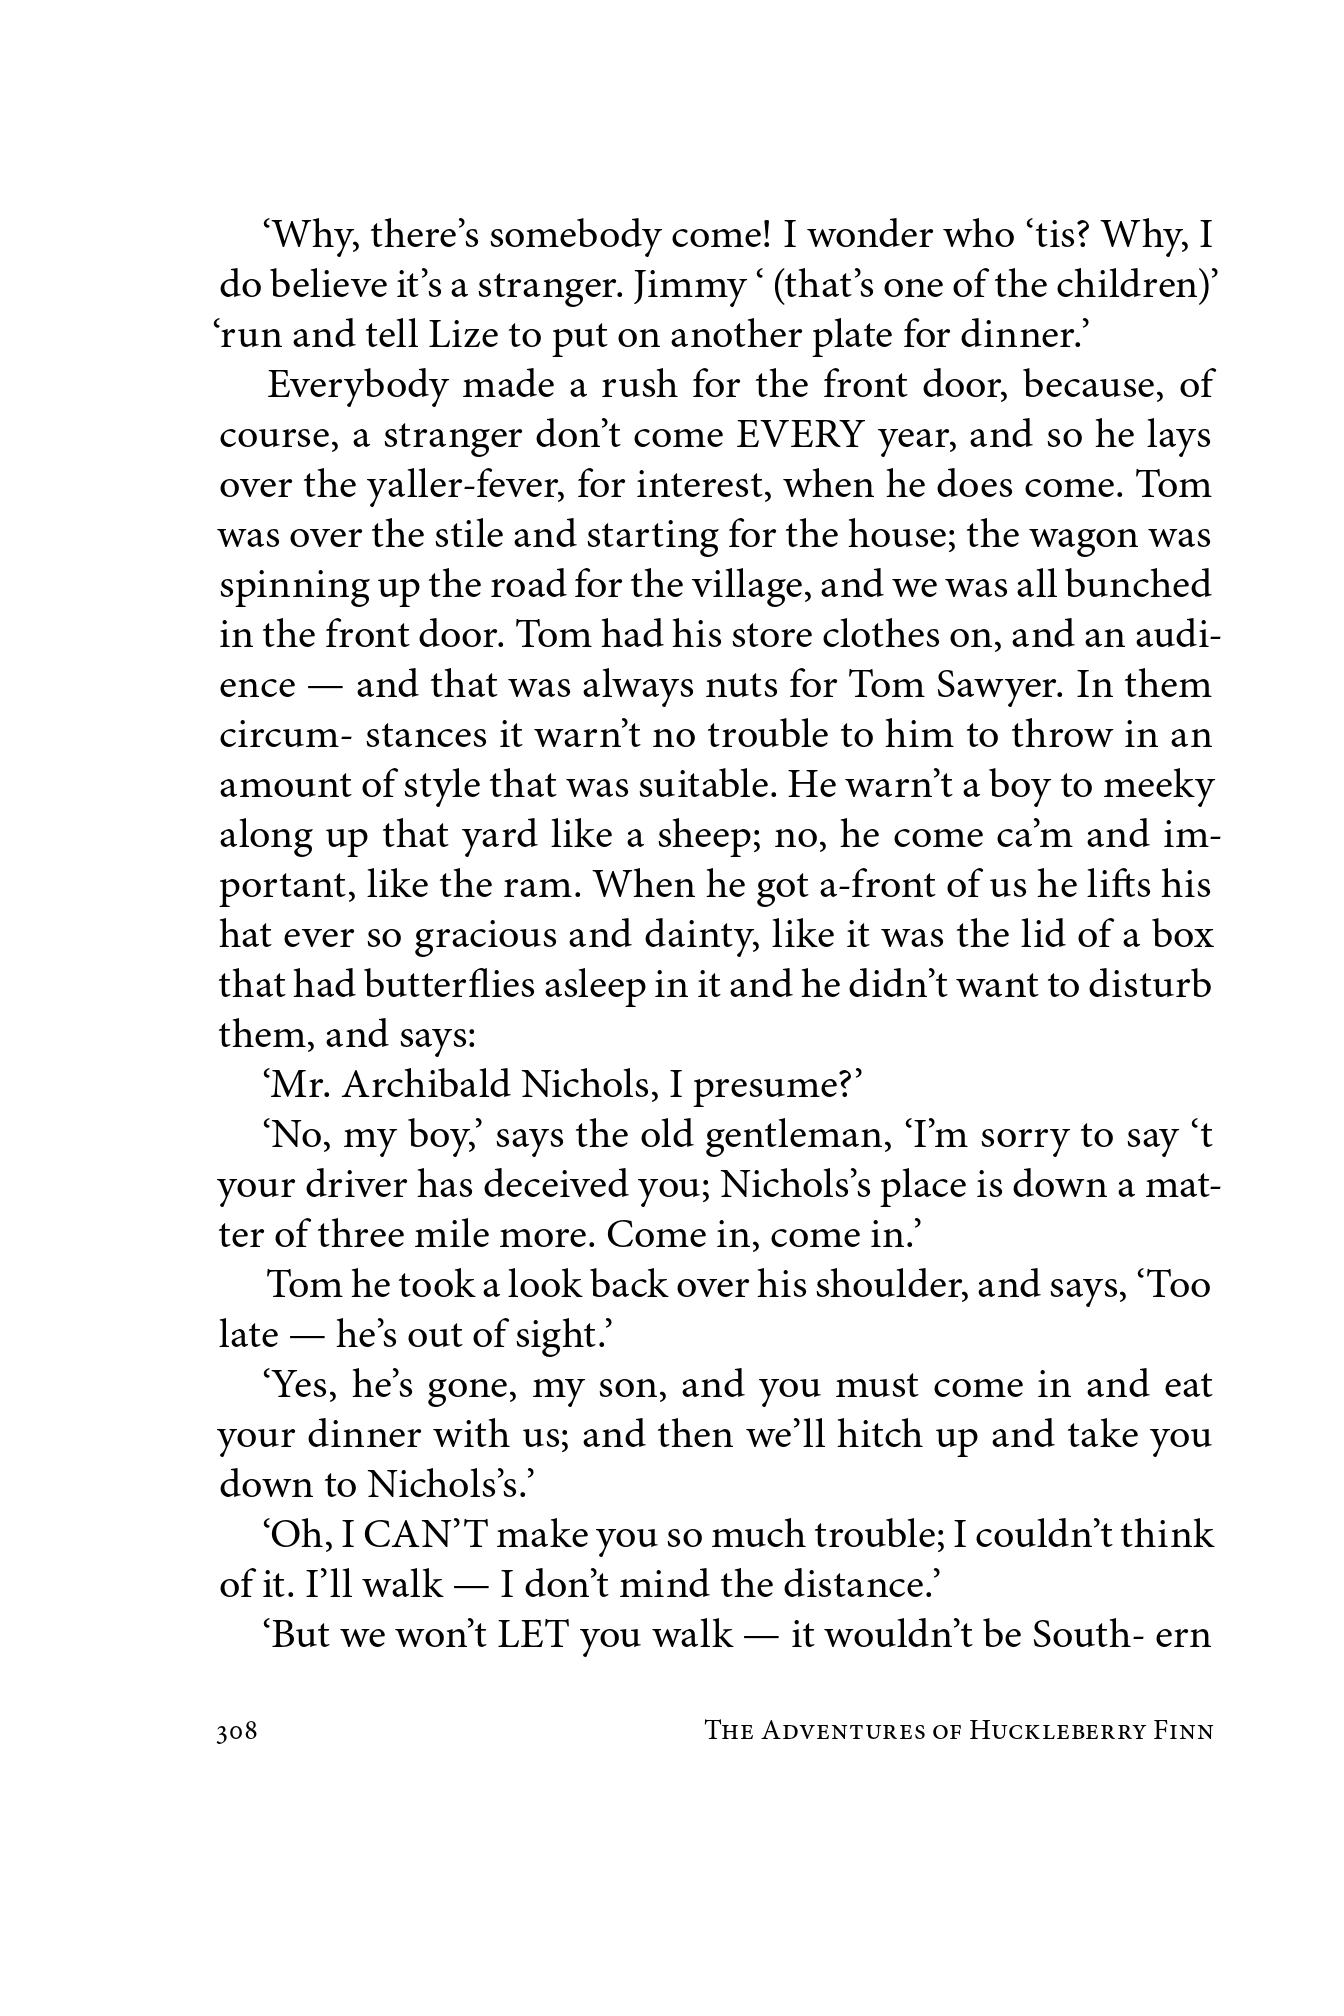 ‘Why, there’s somebody come! I wonder who ‘tis? Why, I
do believe it’s a stranger. Jimmy ‘ (that’s one of the children)’
‘run and tell Lize to put on another plate for dinner.’
Everybody made a rush for the front door, because, of
course, a stranger don’t come EVERY year, and so he lays
over the yaller-fever, for interest, when he does come. Tom
was over the stile and starting for the house; the wagon was
spinning up the road for the village, and we was all bunched
in the front door. Tom had his store clothes on, and an audi-
ence — and that was always nuts for Tom Sawyer. In them
circum- stances it warn’t no trouble to him to throw in an
amount of style that was suitable. He warn’t a boy to meeky
along up that yard like a sheep; no, he come ca’m and im-
portant, like the ram. When he got a-front of us he lifts his
hat ever so gracious and dainty, like it was the lid of a box
that had butterflies asleep in it and he didn’t want to disturb
them, and says:
‘Mr. Archibald Nichols, I presume?’
‘No, my boy,’ says the old gentleman, ‘I’m sorry to say ‘t
your driver has deceived you; Nichols’s place is down a mat-
ter of three mile more. Come in, come in.’
Tom he took a look back over his shoulder, and says, ‘Too
late — he’s out of sight.’
‘Yes, he’s gone, my son, and you must come in and eat
your dinner with us; and then we’ll hitch up and take you
down to Nichols’s.’
‘Oh, I CAN’T make you so much trouble; I couldn’t think
of it. I’ll walk — I don’t mind the distance.’
‘But we won’t LET you walk — it wouldn’t be South- ern
308 The Adventures of Huckleberry Finn